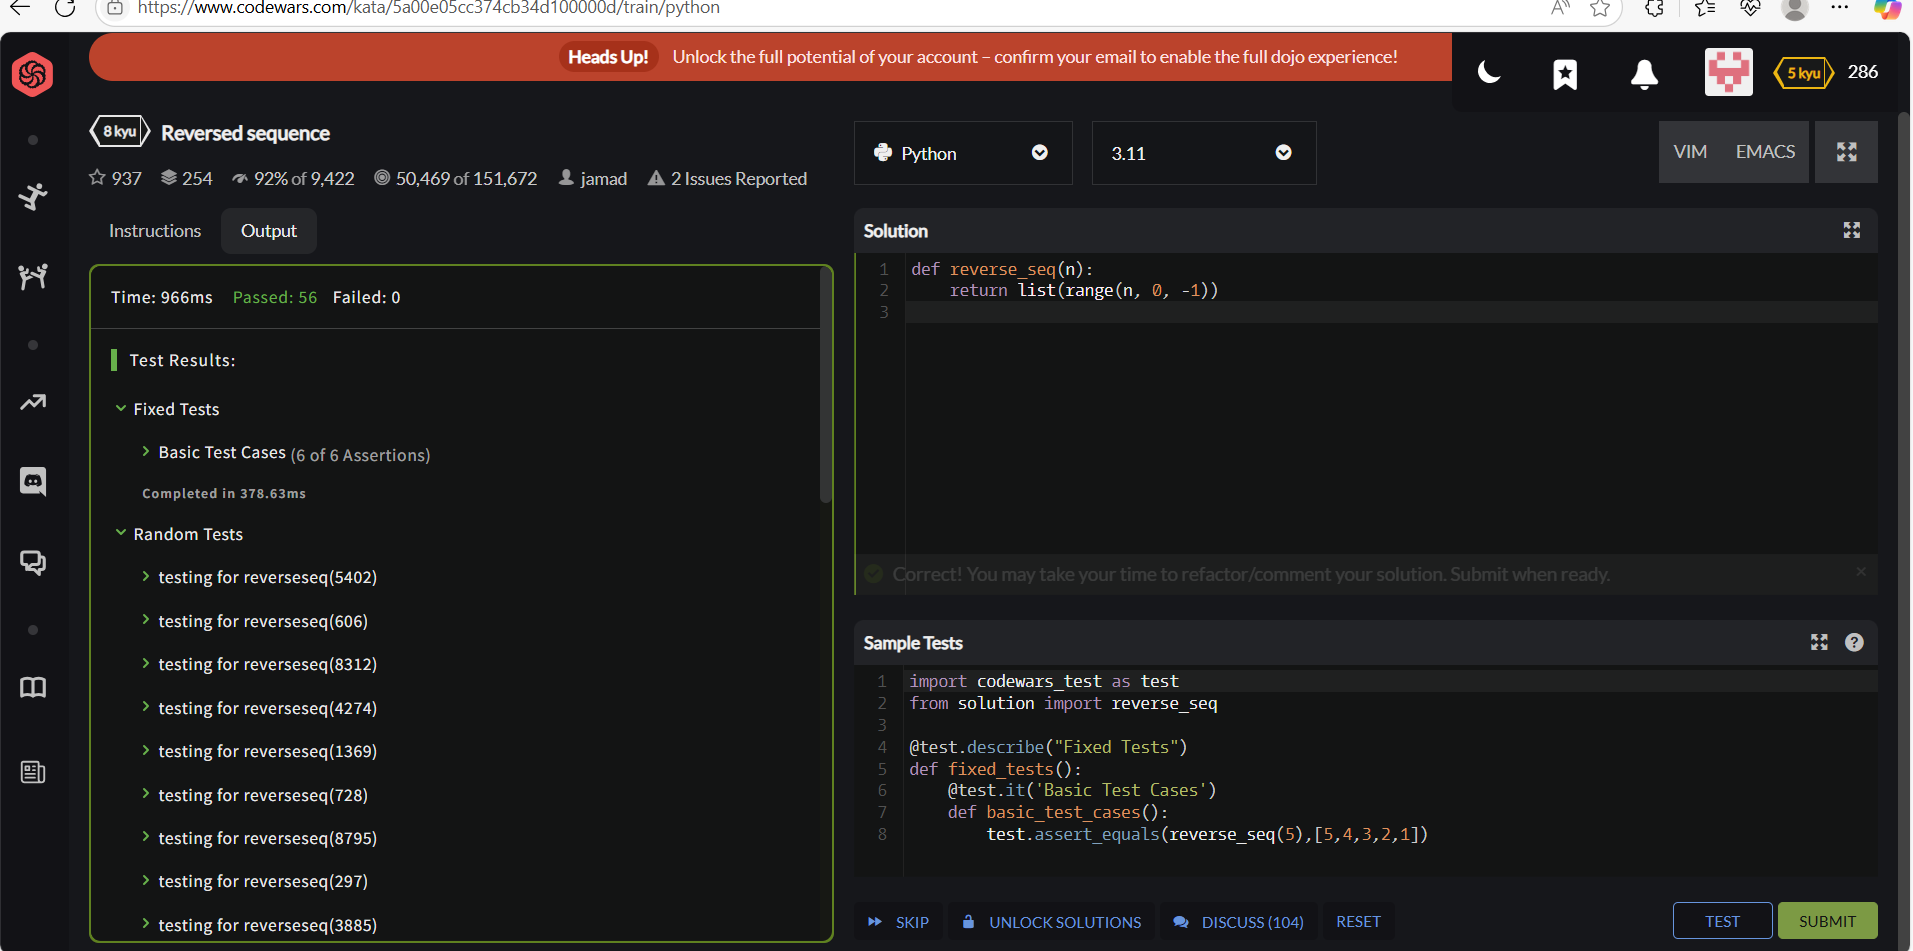 https://www.codewars.com/kata/5a00e05cc374cb34d100000d/train/python
Heads Up! Unlock the full potential of your account – confirm your email to enable the full dojo experience!
5 kyu 286
8 kyu Reversed sequence
937 254 92% of 9,422 50,469 of 151,672 jamad 2 Issues Reported
Instructions Output
Time: 966ms Passed: 56 Failed: 0
Test Results:
Fixed Tests
Basic Test Cases (6 of 6 Assertions)
Completed in 378.63ms
Random Tests
testing for reverseseq(5402)
testing for reverseseq(606)
testing for reverseseq(8312)
testing for reverseseq(4274)
testing for reverseseq(1369)
testing for reverseseq(728)
testing for reverseseq(8795)
testing for reverseseq(297)
testing for reverseseq(3885)
Python 3.11 VIM EMACS
Solution
1 def reverse_seq(n):
2     return list(range(n, 0, -1))
3
Correct! You may take your time to refactor/comment your solution. Submit when ready.
Sample Tests
1 import codewars_test as test
2 from solution import reverse_seq
3
4 @test.describe("Fixed Tests")
5 def fixed_tests():
6     @test.it('Basic Test Cases')
7     def basic_test_cases():
8         test.assert_equals(reverse_seq(5),[5,4,3,2,1])
SKIP UNLOCK SOLUTIONS DISCUSS (104) RESET TEST SUBMIT